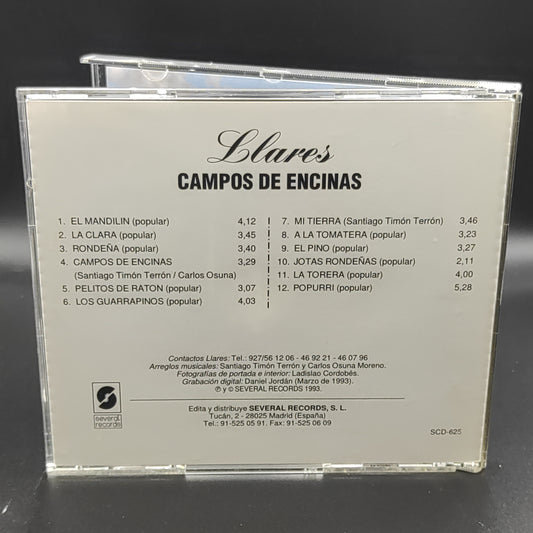 Llares
CAMPOS DE ENCINAS
1. EL MANDILIN (popular) 4,12
2. LA CLARA (popular) 3,45
3. RONDEÑA (popular) 3,40
4. CAMPOS DE ENCINAS 3,29
(Santiago Timón Terrón / Carlos Osuna)
5. PELITOS DE RATON (popular) 3,07
6. LOS GUARRAPINOS (popular) 4,03
7. MI TIERRA (Santiago Timón Terrón) 3,46
8. A LA TOMATERA (popular) 3,23
9. EL PINO (popular) 3,27
10. JOTAS RONDEÑAS (popular) 2,11
11. LA TORERA (popular) 4,00
12. POPURRI (popular) 5,28
Contactos Llares: Tel.: 927/56 12 06 - 46 92 21 - 46 07 96
Arreglos musicales: Santiago Timón Terrón y Carlos Osuna Moreno.
Fotografías de portada e interior: Ladislao Cordobés.
Grabación digital: Daniel Jordán (Marzo de 1993).
℗ y © SEVERAL RECORDS 1993.
several
records
Edita y distribuye SEVERAL RECORDS, S. L.
Tucán, 2 - 28025 Madrid (España)
Tel.: 91-525 05 91. Fax: 91-525 06 09
SCD-625